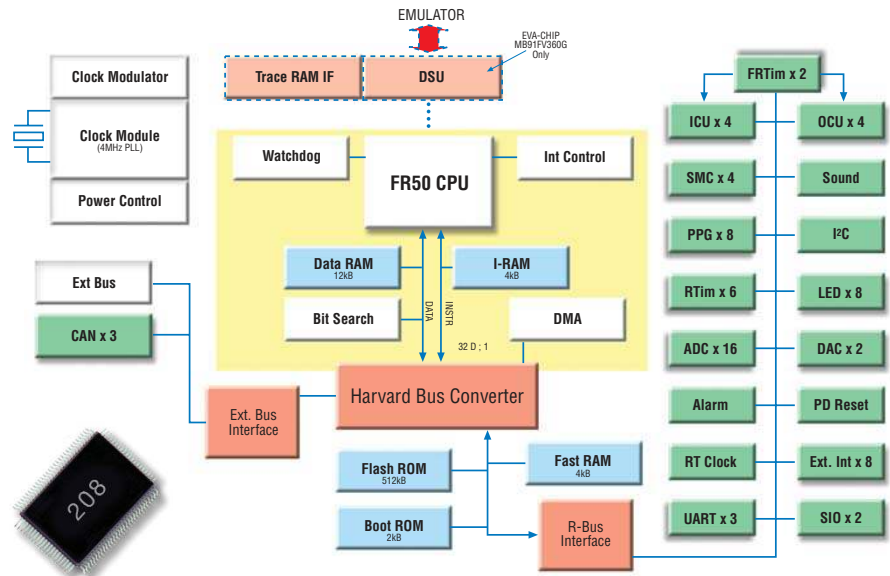 EMULATOR
EVA-CHIP
MB91FV360G
Only
Clock Modulator
Trace RAM IF
DSU
FRTim x 2
Clock Module
(4MHz PLL)
ICU x 4
OCU x 4
Watchdog
FR50 CPU
Int Control
Power Control
SMC x 4
Sound
PPG x 8
I²C
Data RAM
12kB
I-RAM
4kB
Ext Bus
RTim x 6
LED x 8
Bit Search
DATA
INSTR
DMA
CAN x 3
32 D ; 1
ADC x 16
DAC x 2
Harvard Bus Converter
Ext. Bus
Interface
Alarm
PD Reset
Flash ROM
512kB
Fast RAM
4kB
RT Clock
Ext. Int x 8
208
Boot ROM
2kB
R-Bus
Interface
UART x 3
SIO x 2